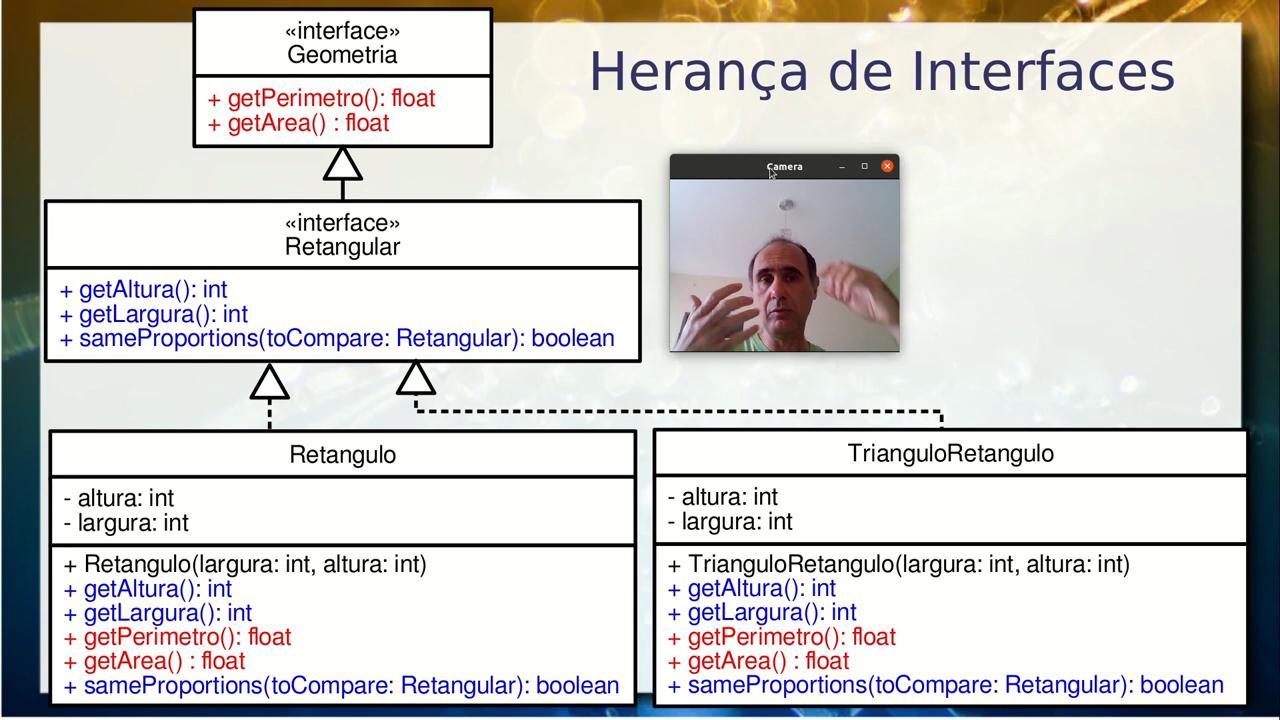 «interface»
Geometria
+ getPerimetro(): float
+ getArea() : float
Herança de Interfaces
Camera
«interface»
Retangular
+ getAltura(): int
+ getLargura(): int
+ sameProportions(toCompare: Retangular): boolean
Retangulo
- altura: int
- largura: int
+ Retangulo(largura: int, altura: int)
+ getAltura(): int
+ getLargura(): int
+ getPerimetro(): float
+ getArea() : float
+ sameProportions(toCompare: Retangular): boolean
TrianguloRetangulo
- altura: int
- largura: int
+ TrianguloRetangulo(largura: int, altura: int)
+ getAltura(): int
+ getLargura(): int
+ getPerimetro(): float
+ getArea() : float
+ sameProportions(toCompare: Retangular): boolean